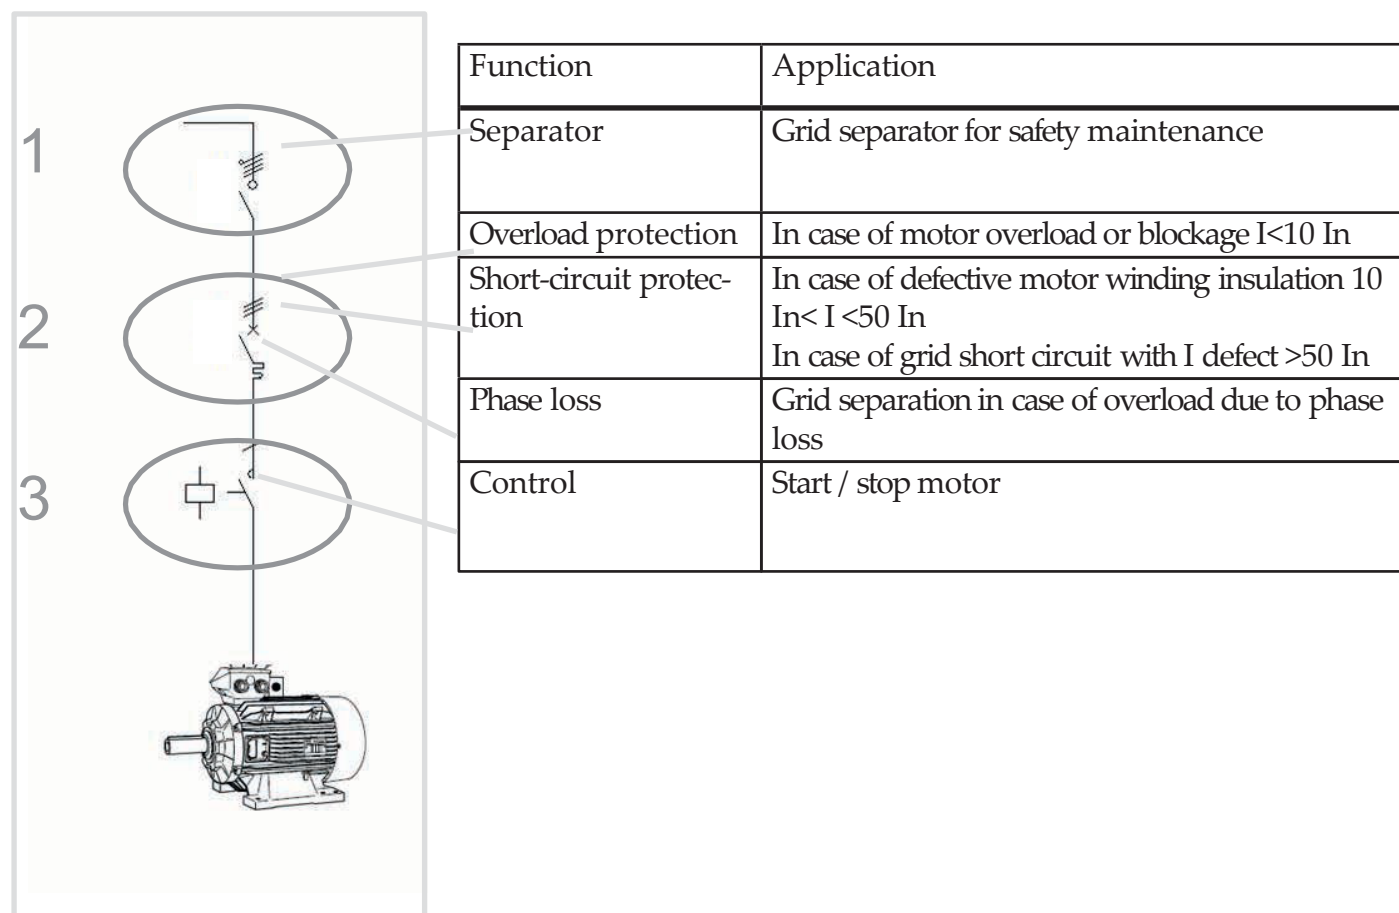 1
2
3
Function
Application
Separator
Grid separator for safety maintenance
Overload protection
In case of motor overload or blockage I<10 In
Short-circuit protec-
tion
In case of defective motor winding insulation 10
In< I <50 In
In case of grid short circuit with I defect >50 In
Phase loss
Grid separation in case of overload due to phase
loss
Control
Start / stop motor